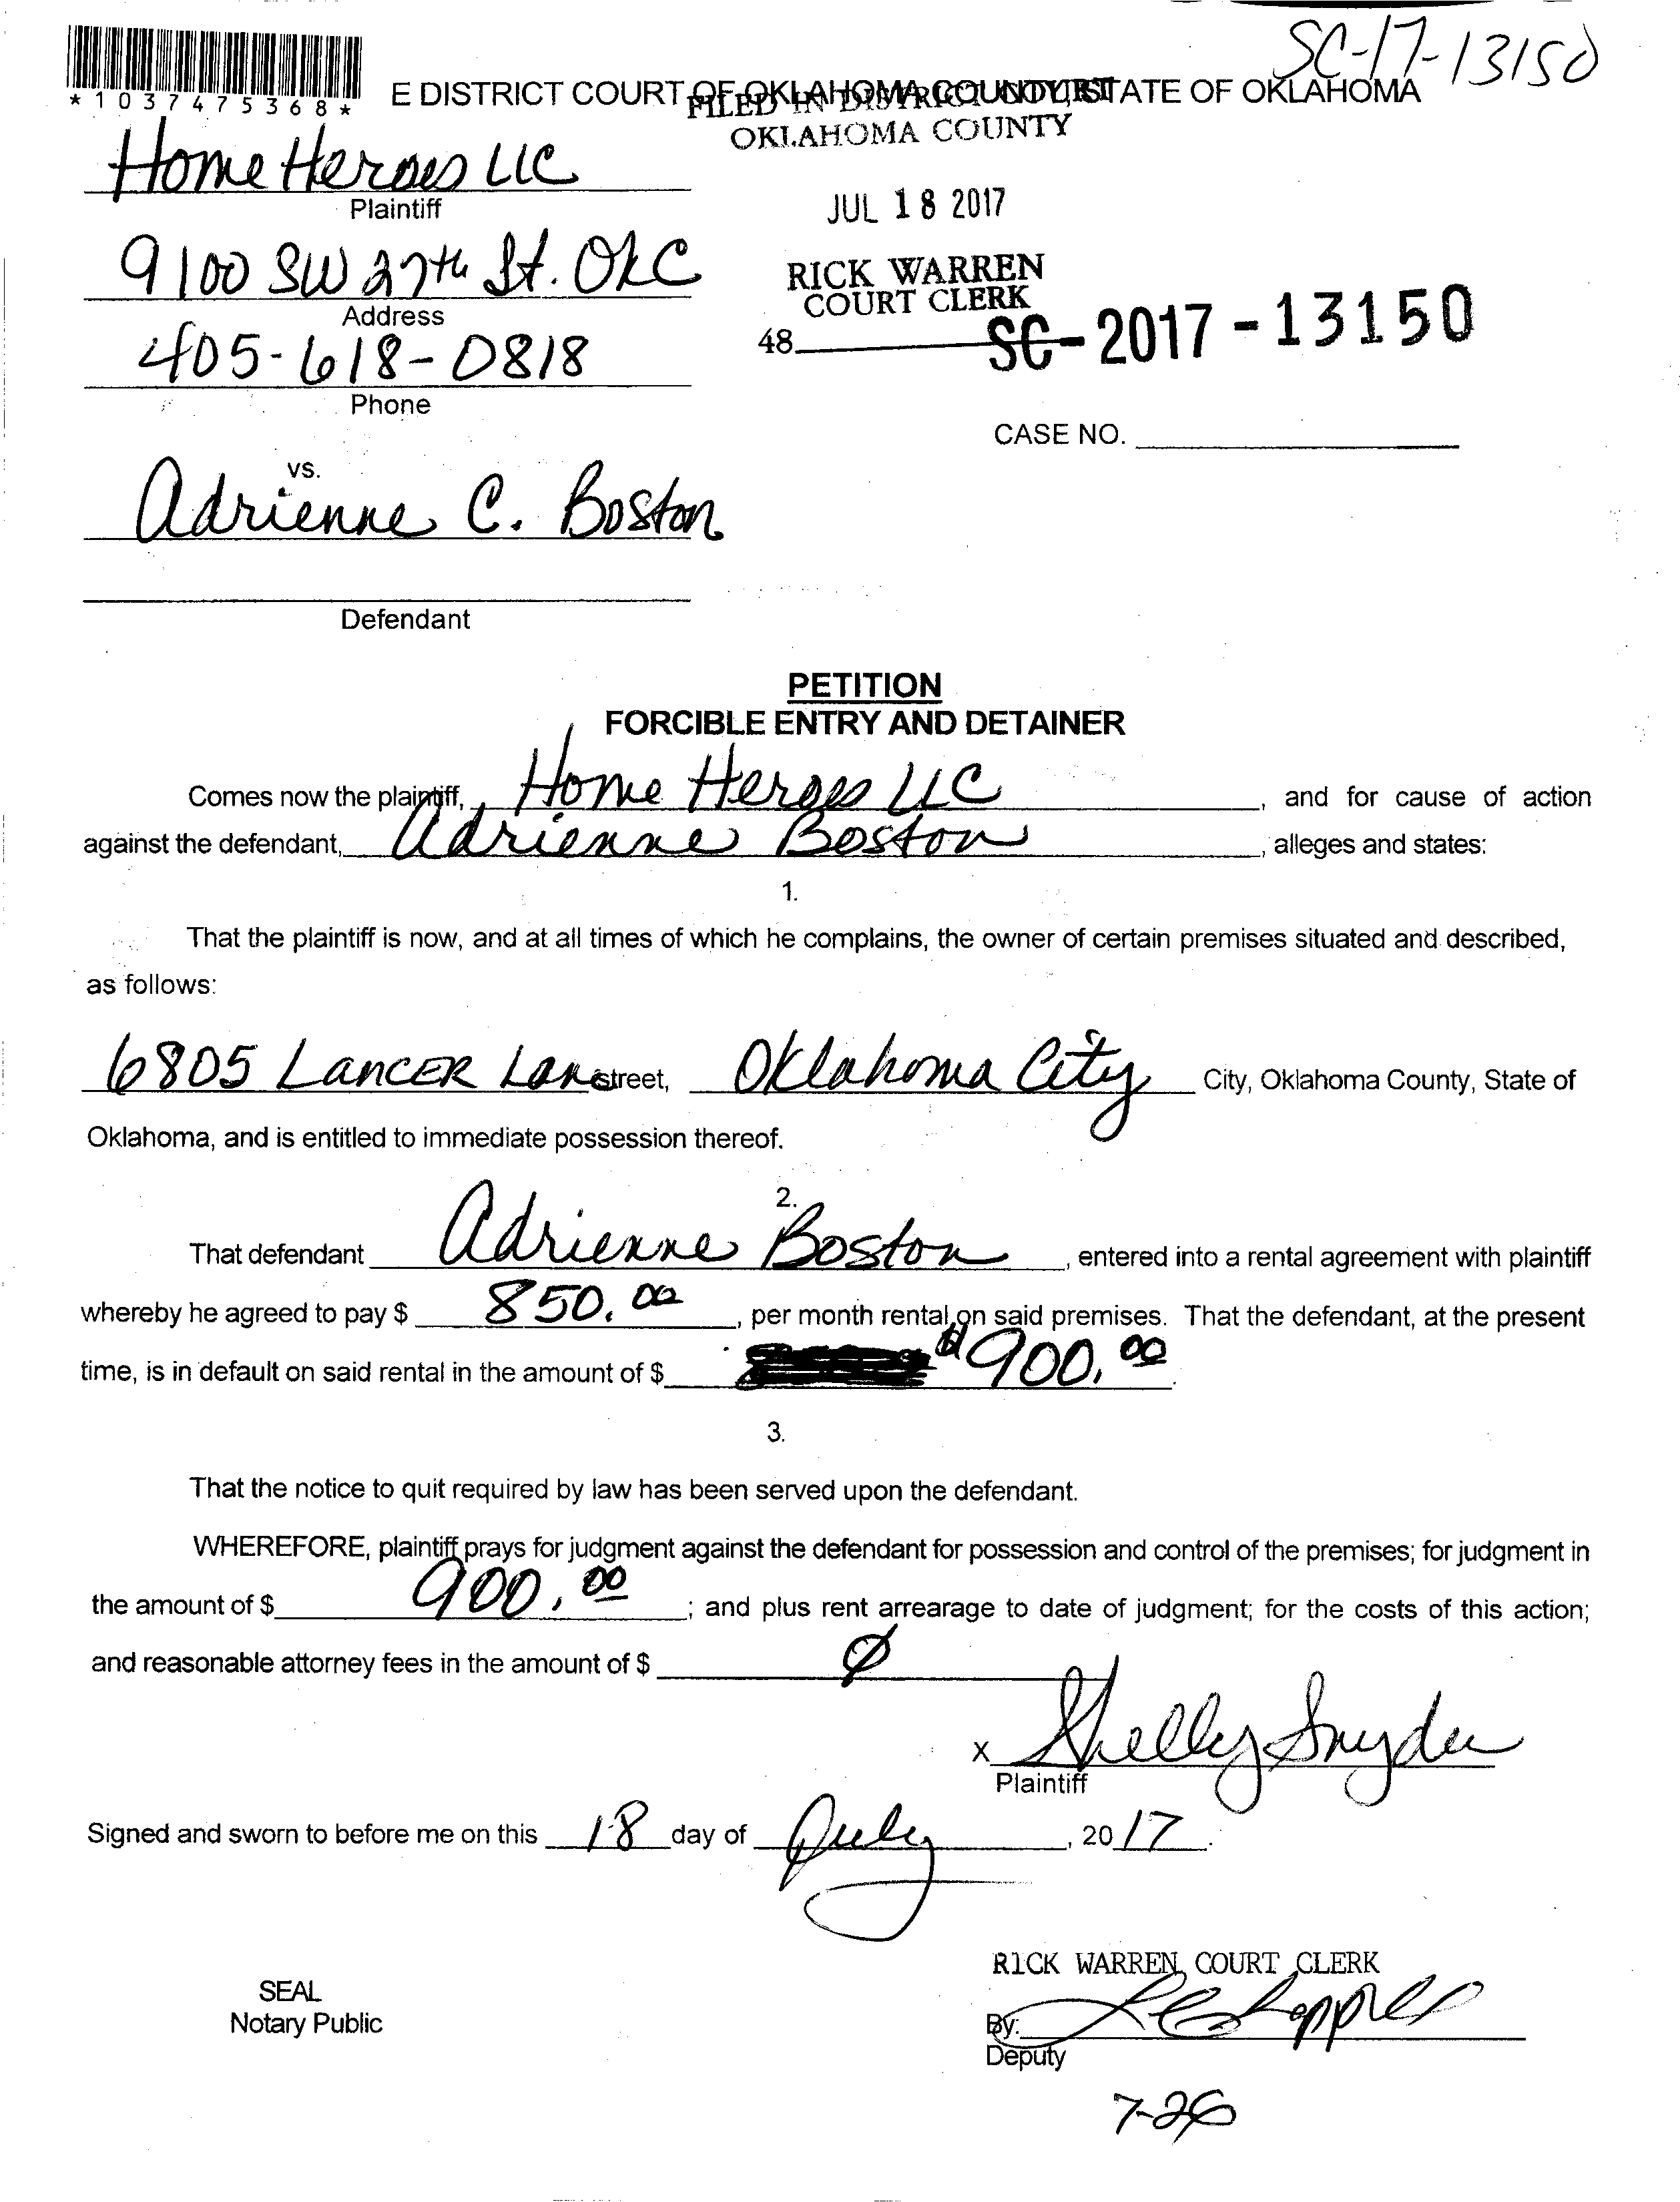 SC-17-13150
*1037475368*
E DISTRICT COURT OF OKLAHOMA COUNTY, STATE OF OKLAHOMA
FILED IN DISTRICT COURT
OKLAHOMA COUNTY
JUL 18 2017
RICK WARREN
COURT CLERK
48
SC-2017-13150
CASE NO.
Home Heroes LLC
Plaintiff
9100 SW 27th St. OKC
Address
405-618-0818
Phone
vs.
Adrienne C. Boston
Defendant
PETITION
FORCIBLE ENTRY AND DETAINER
Comes now the plaintiff, Home Heroes LLC, and for cause of action
against the defendant, Adrienne Boston, alleges and states:
1.
That the plaintiff is now, and at all times of which he complains, the owner of certain premises situated and described,
as follows:
6805 Lancer Lane street, Oklahoma City City, Oklahoma County, State of
Oklahoma, and is entitled to immediate possession thereof.
2.
That defendant Adrienne Boston, entered into a rental agreement with plaintiff
whereby he agreed to pay $ 850.00, per month rental on said premises. That the defendant, at the present
time, is in default on said rental in the amount of $ $900.00.
3.
That the notice to quit required by law has been served upon the defendant.
WHEREFORE, plaintiff prays for judgment against the defendant for possession and control of the premises; for judgment in
the amount of $ 900.00; and plus rent arrearage to date of judgment; for the costs of this action;
and reasonable attorney fees in the amount of $ Ø
X Shelly Snyder
Plaintiff
Signed and sworn to before me on this 18 day of July, 2017.
RICK WARREN, COURT CLERK
SEAL
Notary Public
By:
Deputy
7-26